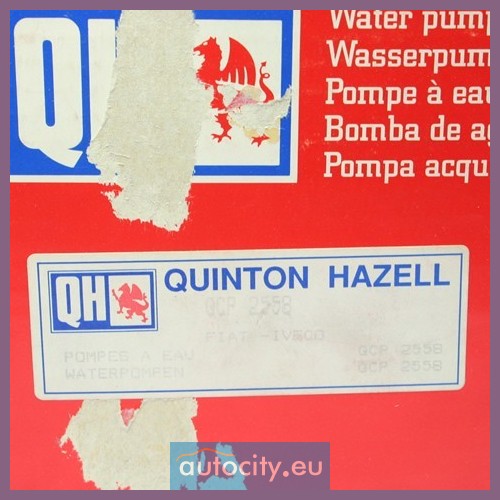 QH
Water pump
Wasserpum
Pompe à eau
Bomba de ag
Pompa acqu
QH QUINTON HAZELL
QCP 2558
FIAT -IVECO
POMPES A EAU QCP 2558
WATERPOMPEN QCP 2558
autocity.eu